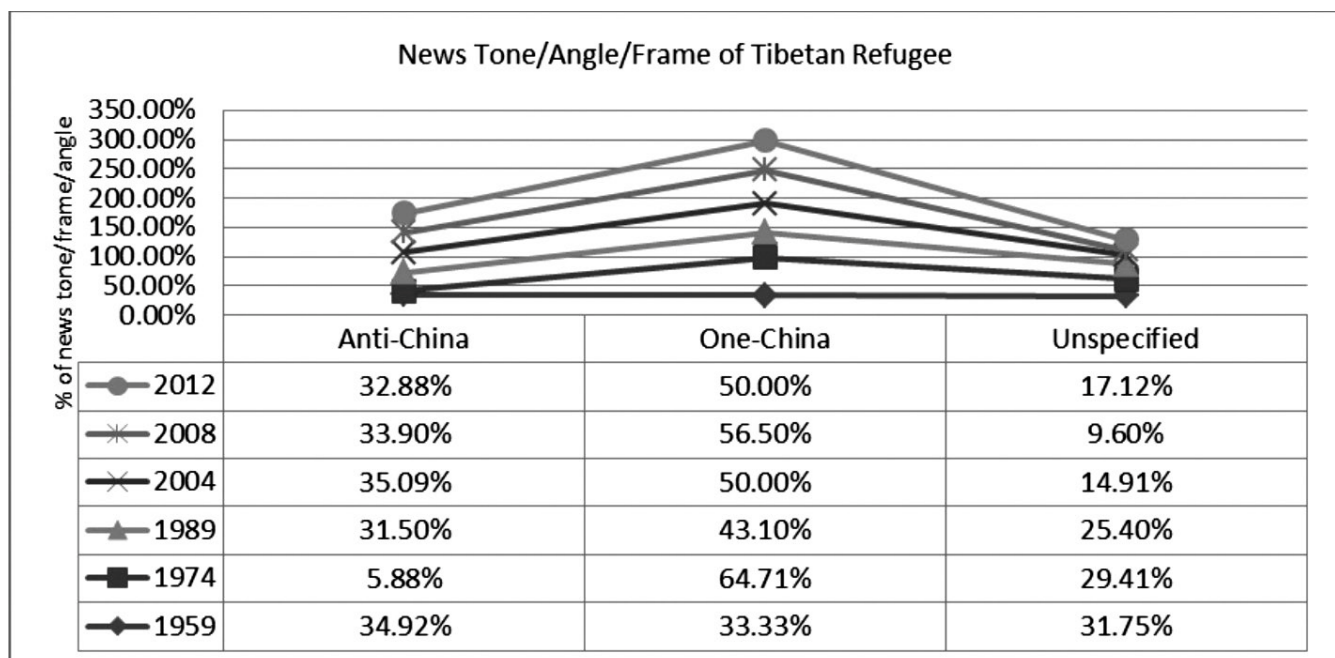 News Tone/Angle/Frame of Tibetan Refugee
% of news tone/frame/angle
350.00%
300.00%
250.00%
200.00%
150.00%
100.00%
50.00%
0.00%
Anti-China One-China Unspecified
2012 32.88% 50.00% 17.12%
2008 33.90% 56.50% 9.60%
2004 35.09% 50.00% 14.91%
1989 31.50% 43.10% 25.40%
1974 5.88% 64.71% 29.41%
1959 34.92% 33.33% 31.75%